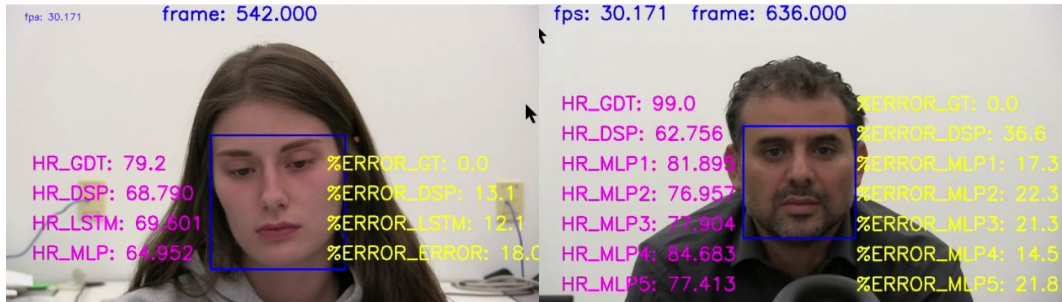 fps: 30.171 frame: 542.000
HR_GDT: 79.2 %ERROR_GT: 0.0
HR_DSP: 68.790 %ERROR_DSP: 13.1
HR_LSTM: 69.601 %ERROR_LSTM: 12.1
HR_MLP: 64.952 %ERROR_ERROR: 18.0
fps: 30.171 frame: 636.000
HR_GDT: 99.0 %ERROR_GT: 0.0
HR_DSP: 62.756 %ERROR_DSP: 36.6
HR_MLP1: 81.895 %ERROR_MLP1: 17.3
HR_MLP2: 76.957 %ERROR_MLP2: 22.3
HR_MLP3: 77.904 %ERROR_MLP3: 21.3
HR_MLP4: 84.683 %ERROR_MLP4: 14.5
HR_MLP5: 77.413 %ERROR_MLP5: 21.8